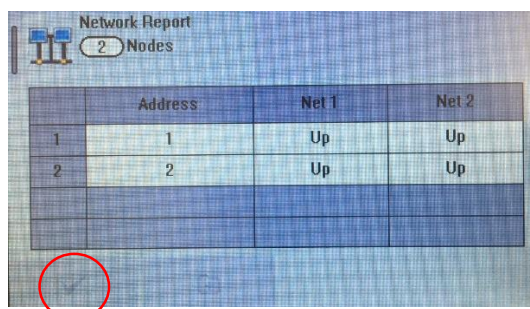 Network Report
2 Nodes
Address Net 1 Net 2
1 1 Up Up
2 2 Up Up